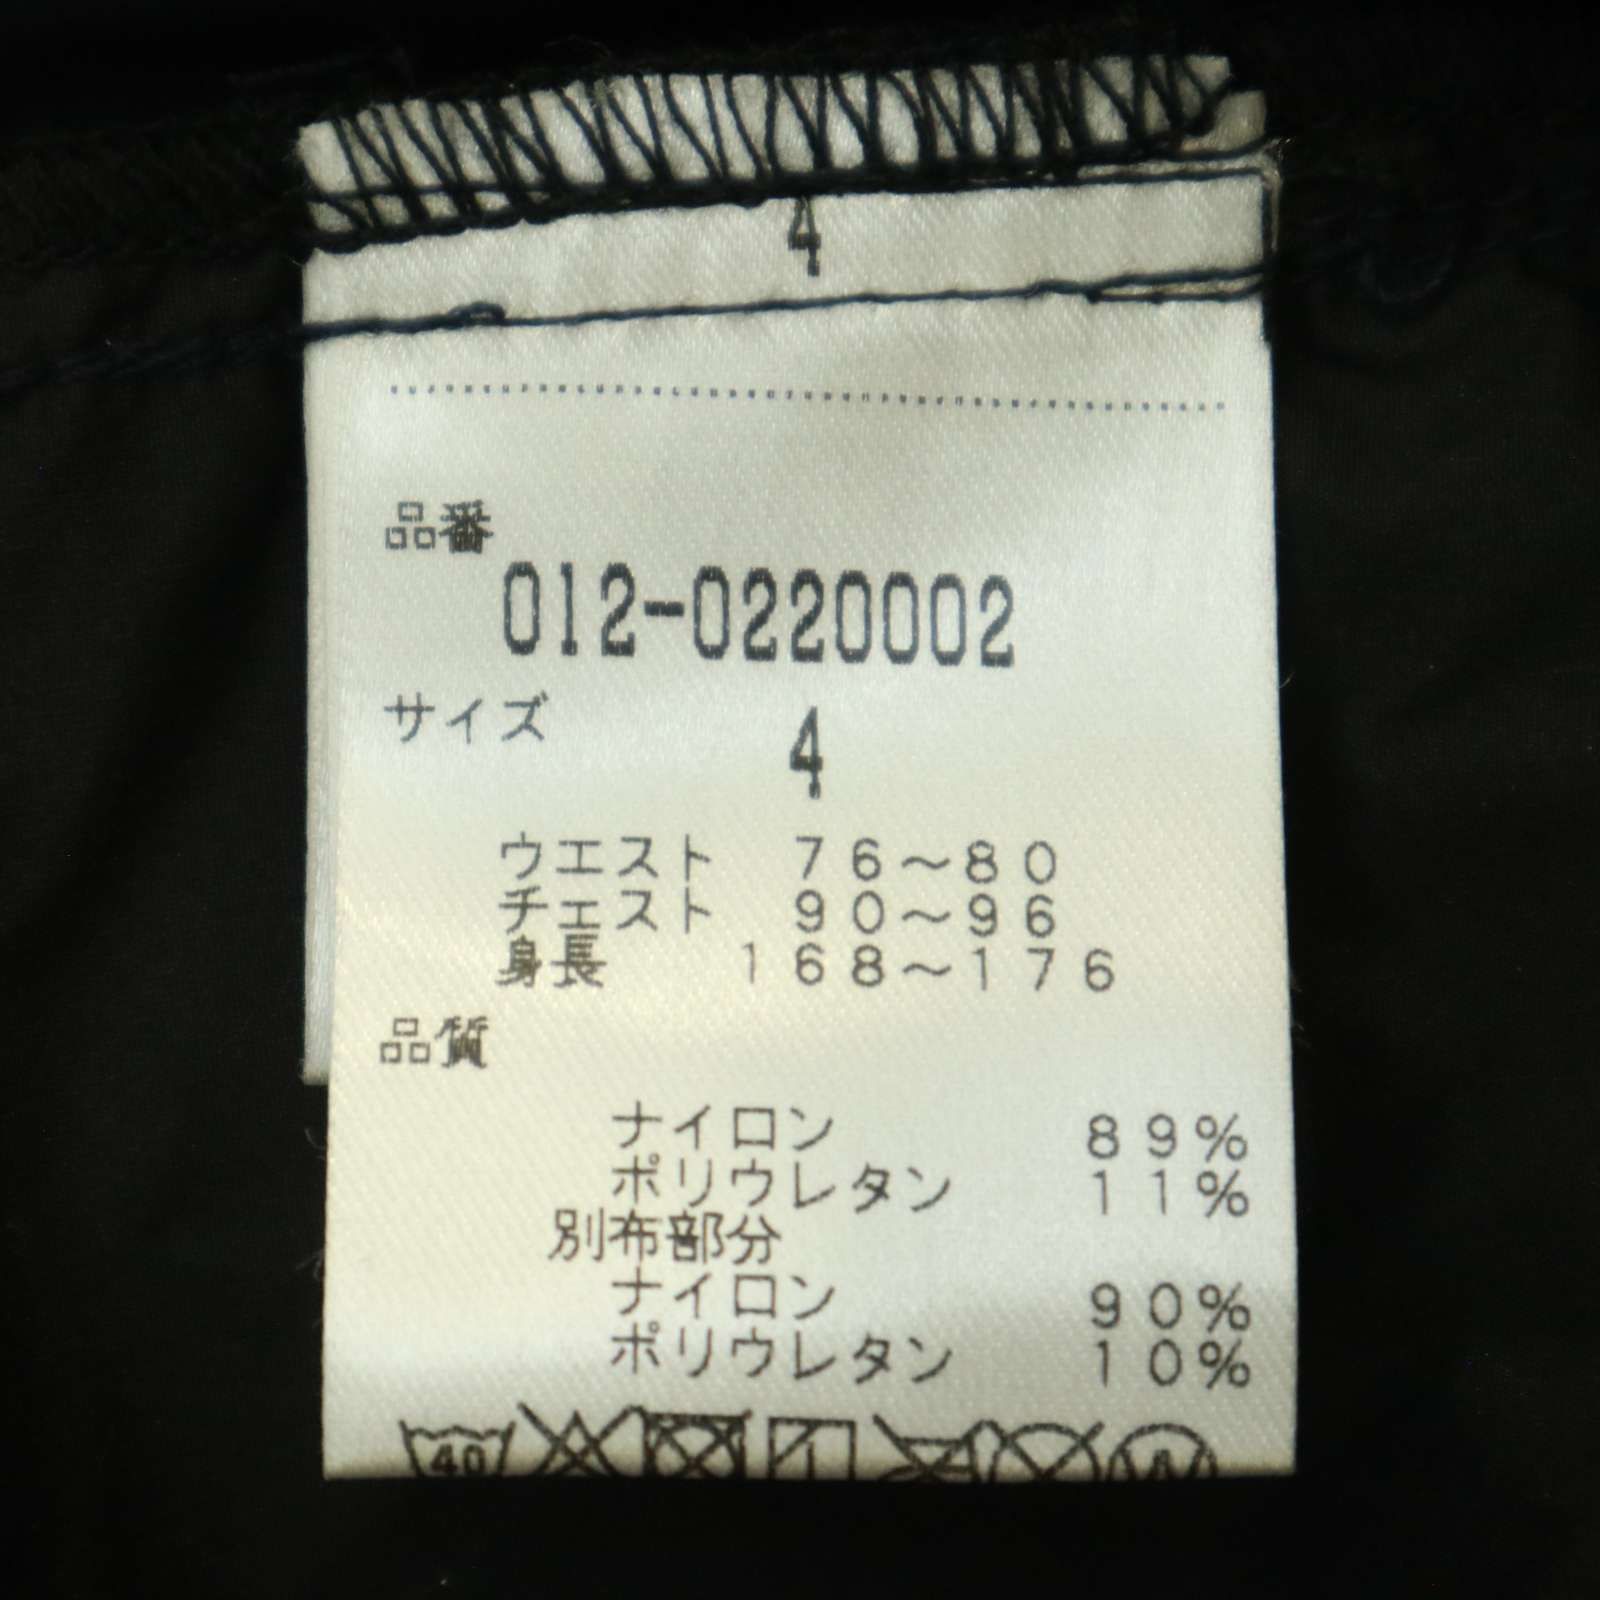 4
品番
012-0220002
サイズ
4
ウエスト 76〜80
チェスト 90〜96
身長 168〜176
品質
ナイロン 89%
ポリウレタン 11%
別布部分
ナイロン 90%
ポリウレタン 10%
40